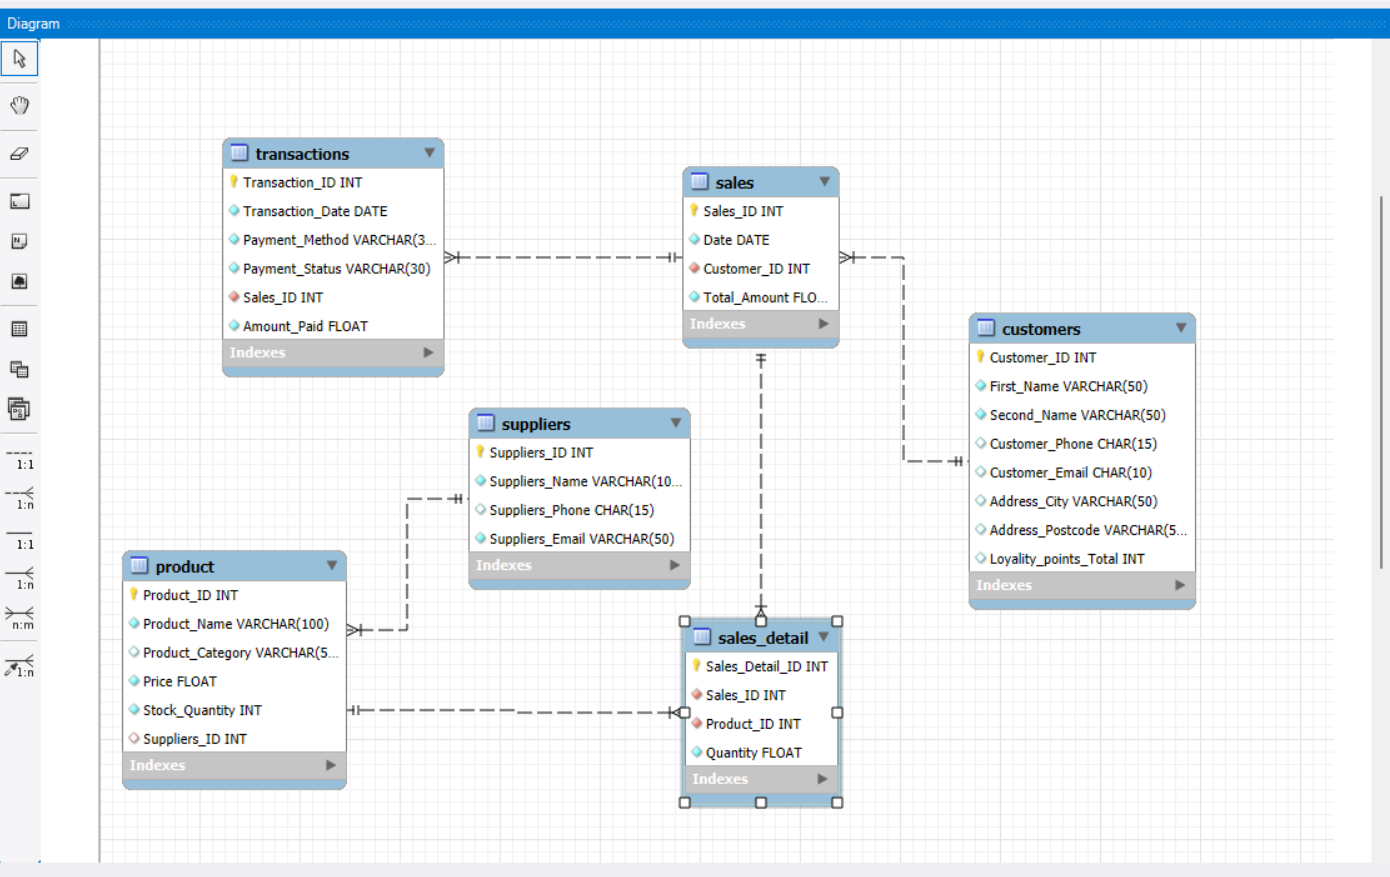 Diagram
transactions
Transaction_ID INT
Transaction_Date DATE
Payment_Method VARCHAR(3...
Payment_Status VARCHAR(30)
Sales_ID INT
Amount_Paid FLOAT
Indexes
sales
Sales_ID INT
Date DATE
Customer_ID INT
Total_Amount FLO...
Indexes
customers
Customer_ID INT
First_Name VARCHAR(50)
Second_Name VARCHAR(50)
Customer_Phone CHAR(15)
Customer_Email CHAR(10)
Address_City VARCHAR(50)
Address_Postcode VARCHAR(5...
Loyality_points_Total INT
Indexes
suppliers
Suppliers_ID INT
Suppliers_Name VARCHAR(10...
Suppliers_Phone CHAR(15)
Suppliers_Email VARCHAR(50)
Indexes
product
Product_ID INT
Product_Name VARCHAR(100)
Product_Category VARCHAR(5...
Price FLOAT
Stock_Quantity INT
Suppliers_ID INT
Indexes
sales_detail
Sales_Detail_ID INT
Sales_ID INT
Product_ID INT
Quantity FLOAT
Indexes
1:1
1:n
1:1
1:n
n:m
1:n